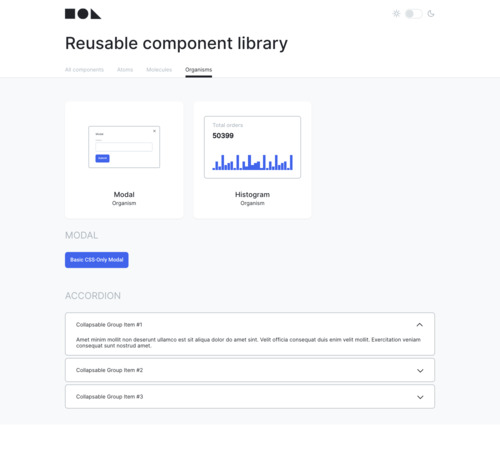 Reusable component library
All components Atoms Molecules Organisms
Modal
Total orders
50399
Modal
Organism
Histogram
Organism
MODAL
Basic CSS-Only Modal
ACCORDION
Collapsable Group Item #1
Amet minim mollit non deserunt ullamco est sit aliqua dolor do amet sint. Velit officia consequat duis enim velit mollit. Exercitation veniam
consequat sunt nostrud amet.
Collapsable Group Item #2
Collapsable Group Item #3